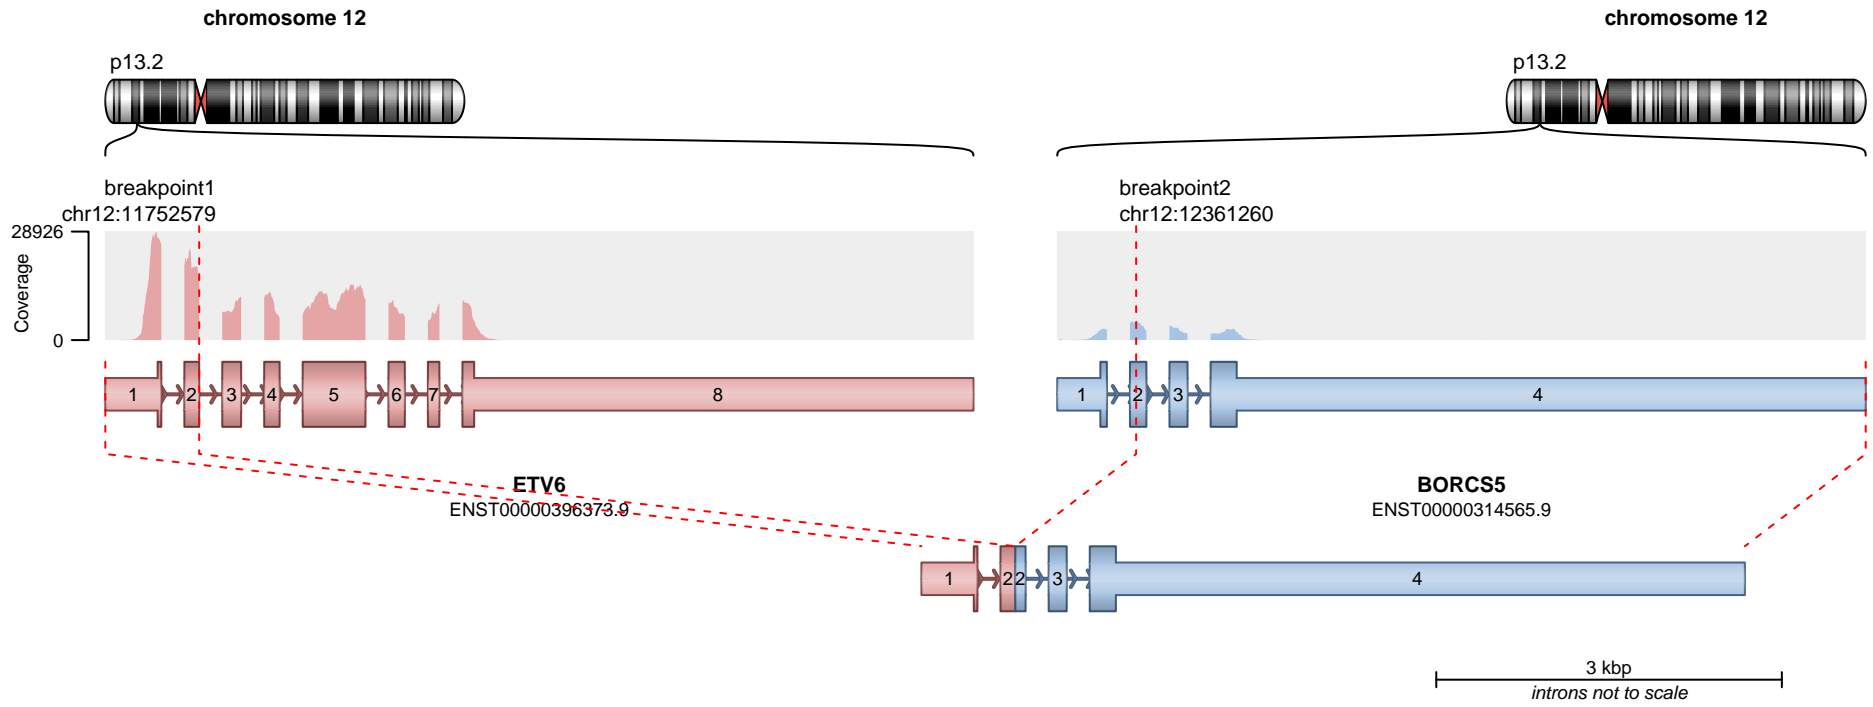 chromosome 12
chromosome 12
p13.2
p13.2
breakpoint1
chr12:11752579
breakpoint2
chr12:12361260
28926
Coverage
0
1 2 3 4 5 6 7 8
1 2 3 4
ETV6
ENST00000396373.9
BORCS5
ENST00000314565.9
1 2 2 3 4
3 kbp
introns not to scale